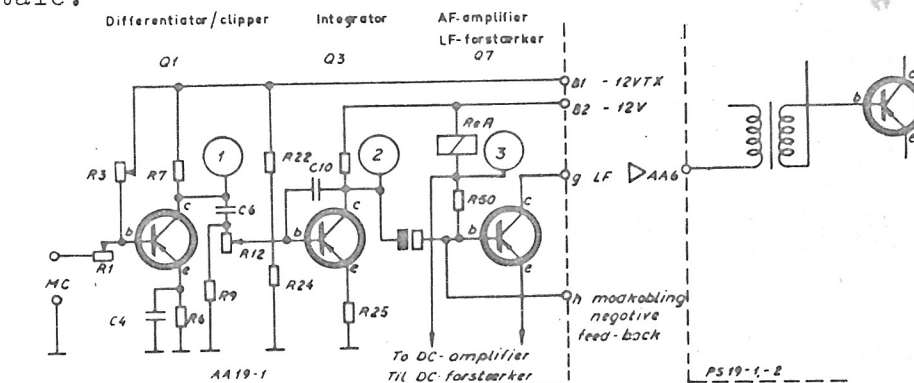 Differentiator/clipper
Integrator
AF-amplifier
LF-forstærker
Q1
Q3
Q7
B1 - 12VTX
B2 - 12V
Re A
R3
R7
1
R22
C10
2
3
C6
R50
g LF AA6
c
b
e
R1
R12
MC
C4
R6
R9
R24
R25
c
b
e
c
b
e
h modkobling
negative
feed-back
To DC-amplifier
Til DC-forstærker
AA19-1
PS19-1,-2
c
b
e